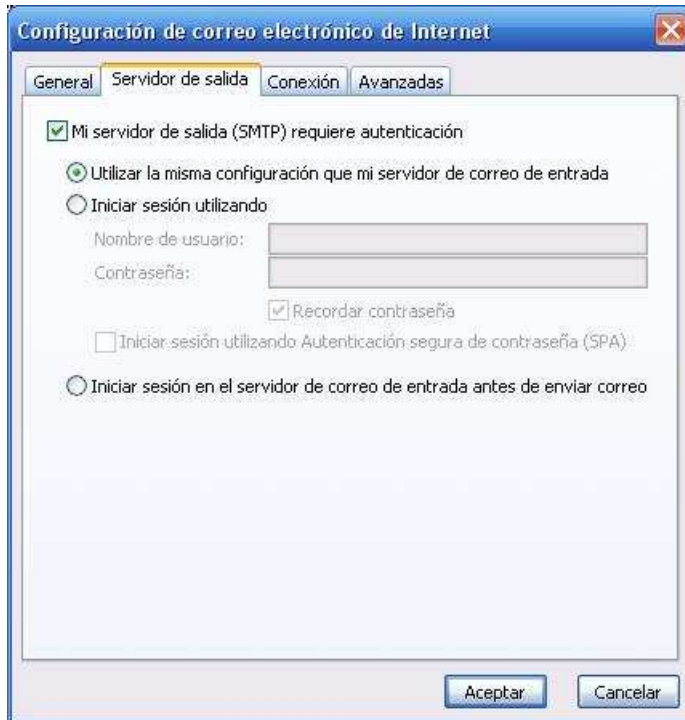 Configuración de correo electrónico de Internet
General Servidor de salida Conexión Avanzadas
Mi servidor de salida (SMTP) requiere autenticación
Utilizar la misma configuración que mi servidor de correo de entrada
Iniciar sesión utilizando
Nombre de usuario:
Contraseña:
Recordar contraseña
Iniciar sesión utilizando Autenticación segura de contraseña (SPA)
Iniciar sesión en el servidor de correo de entrada antes de enviar correo
Aceptar Cancelar